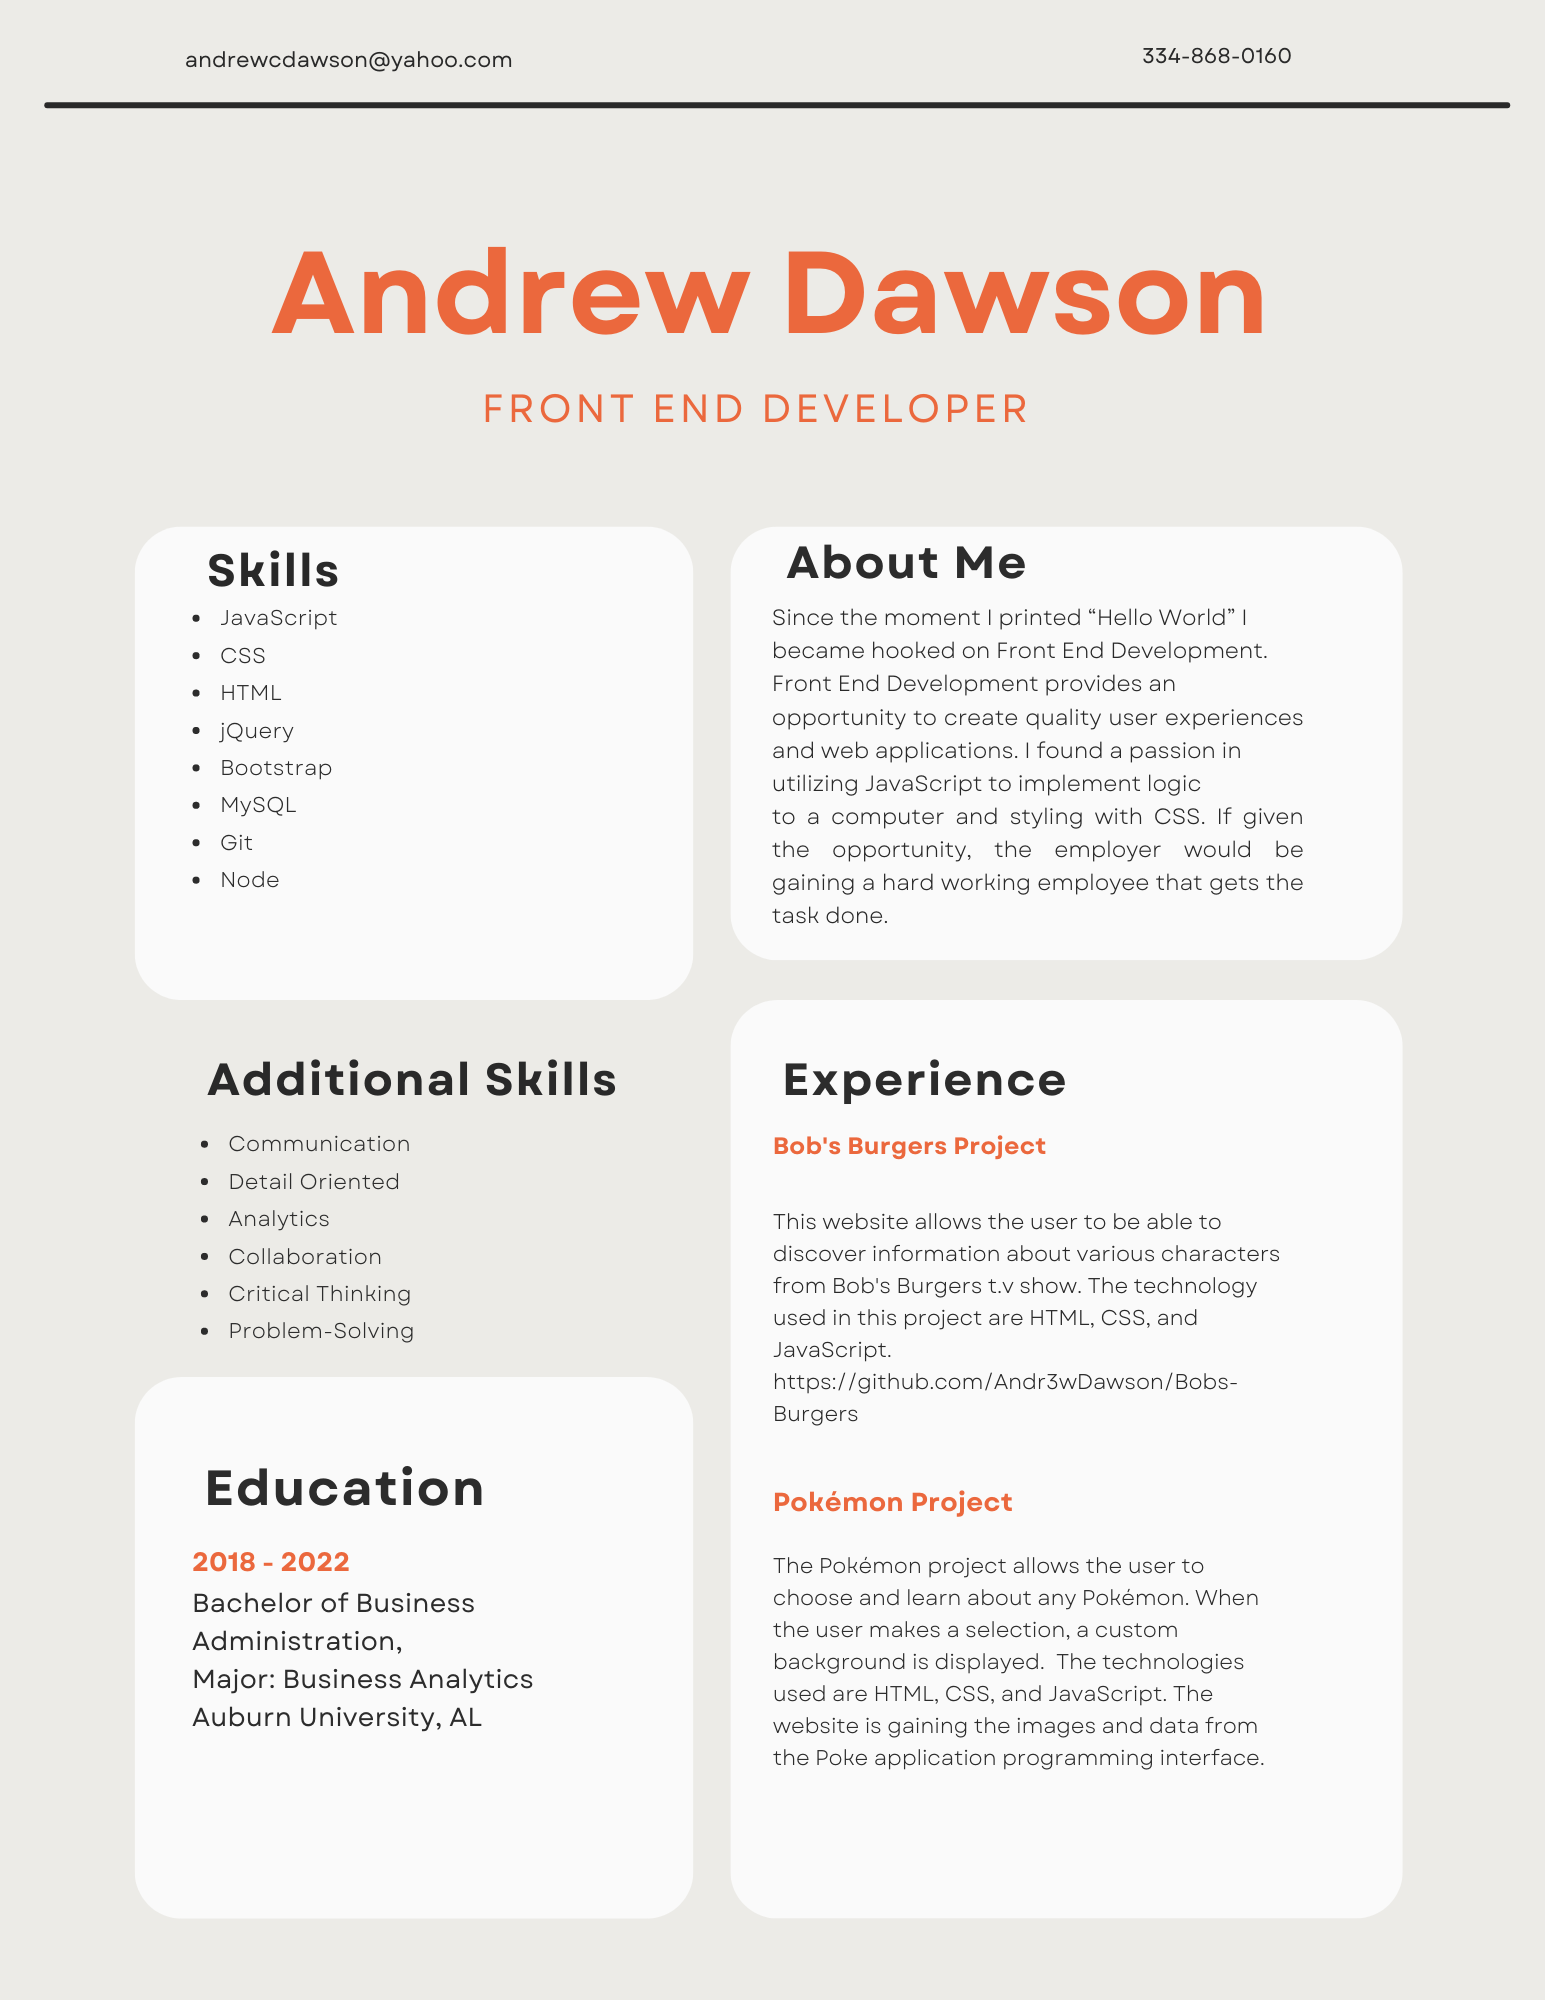 andrewcdawson@yahoo.com
334-868-0160
Andrew Dawson
FRONT END DEVELOPER
Skills
• JavaScript
• CSS
• HTML
• jQuery
• Bootstrap
• MySQL
• Git
• Node
Additional Skills
• Communication
• Detail Oriented
• Analytics
• Collaboration
• Critical Thinking
• Problem-Solving
Education
2018 - 2022
Bachelor of Business
Administration,
Major: Business Analytics
Auburn University, AL
About Me
Since the moment I printed “Hello World” I
became hooked on Front End Development.
Front End Development provides an
opportunity to create quality user experiences
and web applications. I found a passion in
utilizing JavaScript to implement logic
to a computer and styling with CSS. If given
the opportunity, the employer would be
gaining a hard working employee that gets the
task done.
Experience
Bob's Burgers Project
This website allows the user to be able to
discover information about various characters
from Bob's Burgers t.v show. The technology
used in this project are HTML, CSS, and
JavaScript.
https://github.com/Andr3wDawson/Bobs-
Burgers
Pokémon Project
The Pokémon project allows the user to
choose and learn about any Pokémon. When
the user makes a selection, a custom
background is displayed.  The technologies
used are HTML, CSS, and JavaScript. The
website is gaining the images and data from
the Poke application programming interface.